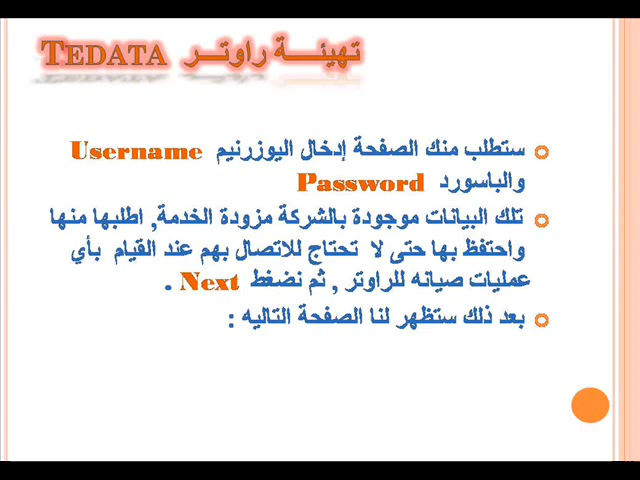 تهيئـــة راوتـــر TEDATA
ستطلب منك الصفحة إدخال اليوزرنيم Username
والباسورد Password
تلك البيانات موجودة بالشركة مزودة الخدمة, اطلبها منها
واحتفظ بها حتى لا تحتاج للاتصال بهم عند القيام بأي
عمليات صيانه للراوتر , ثم نضغط Next .
بعد ذلك ستظهر لنا الصفحة التاليه :